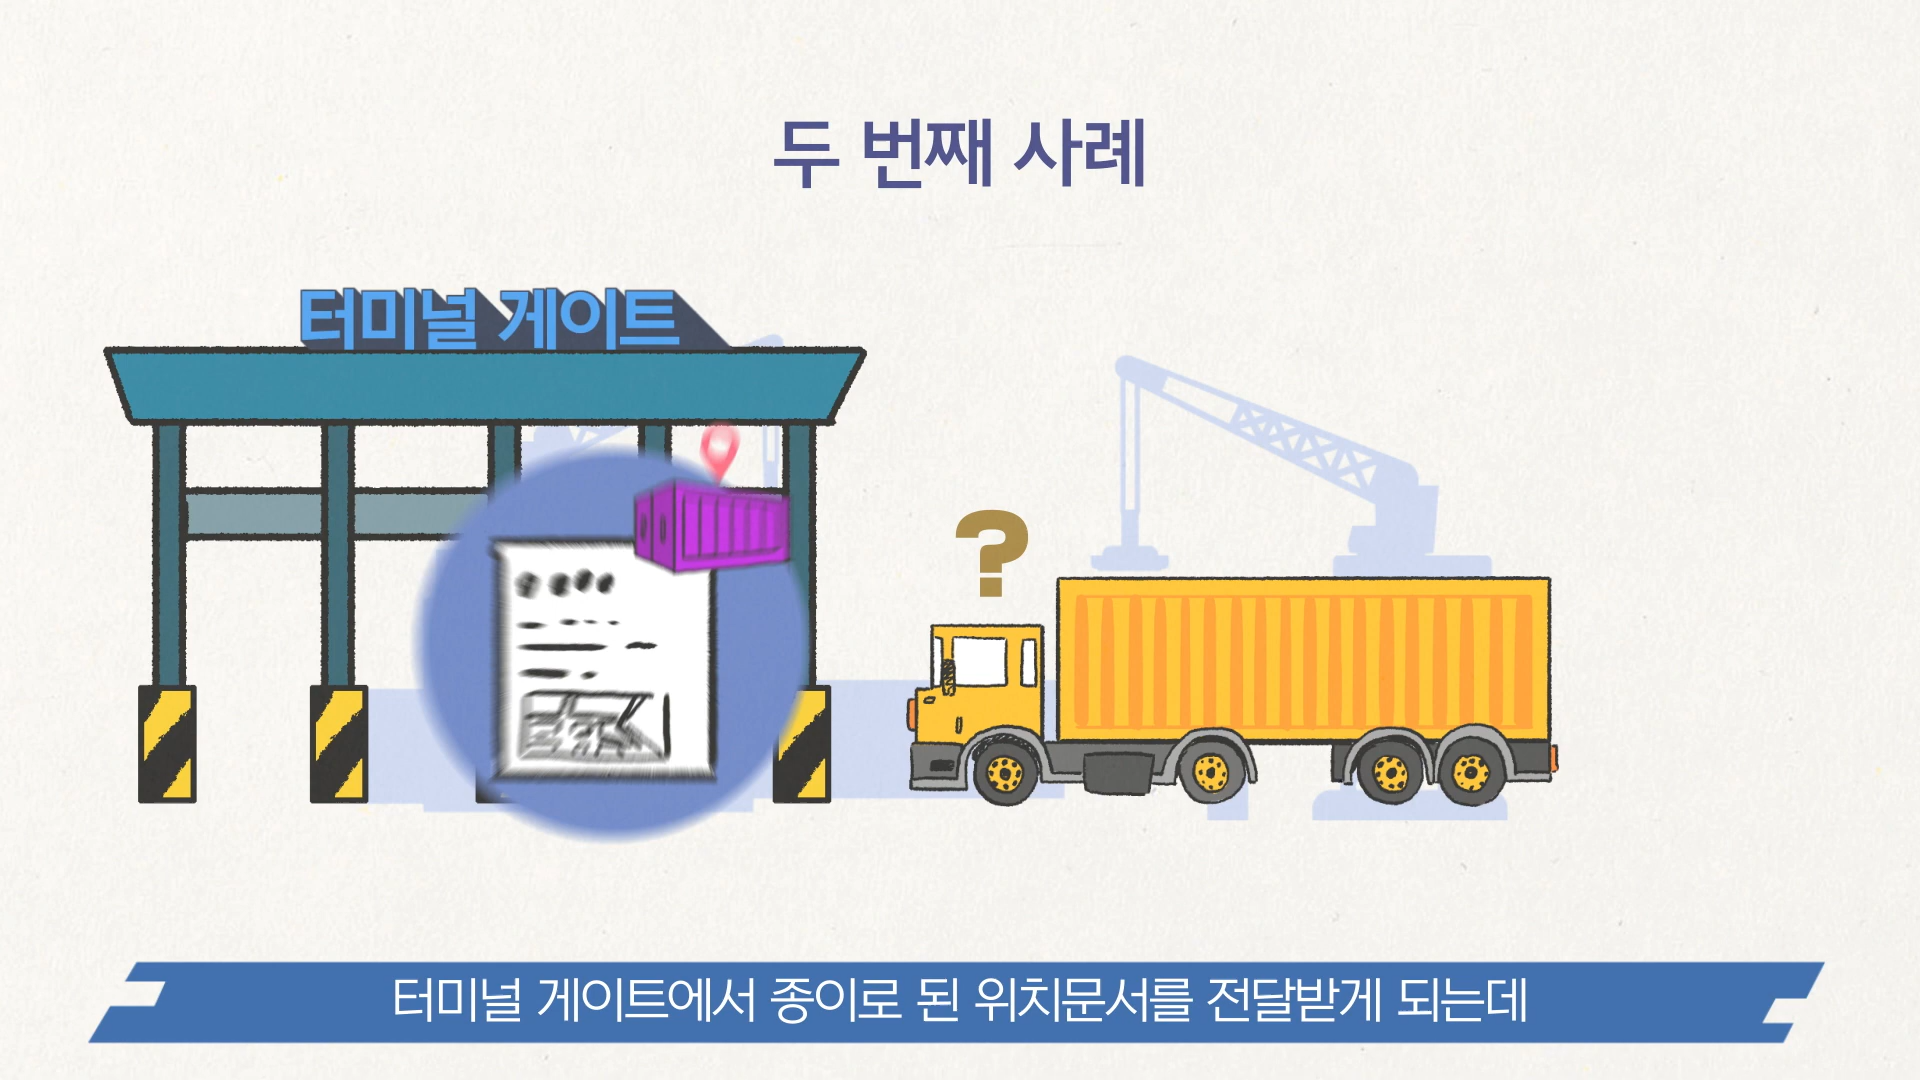 두 번째 사례
터미널 게이트
?
터미널 게이트에서 종이로 된 위치문서를 전달받게 되는데